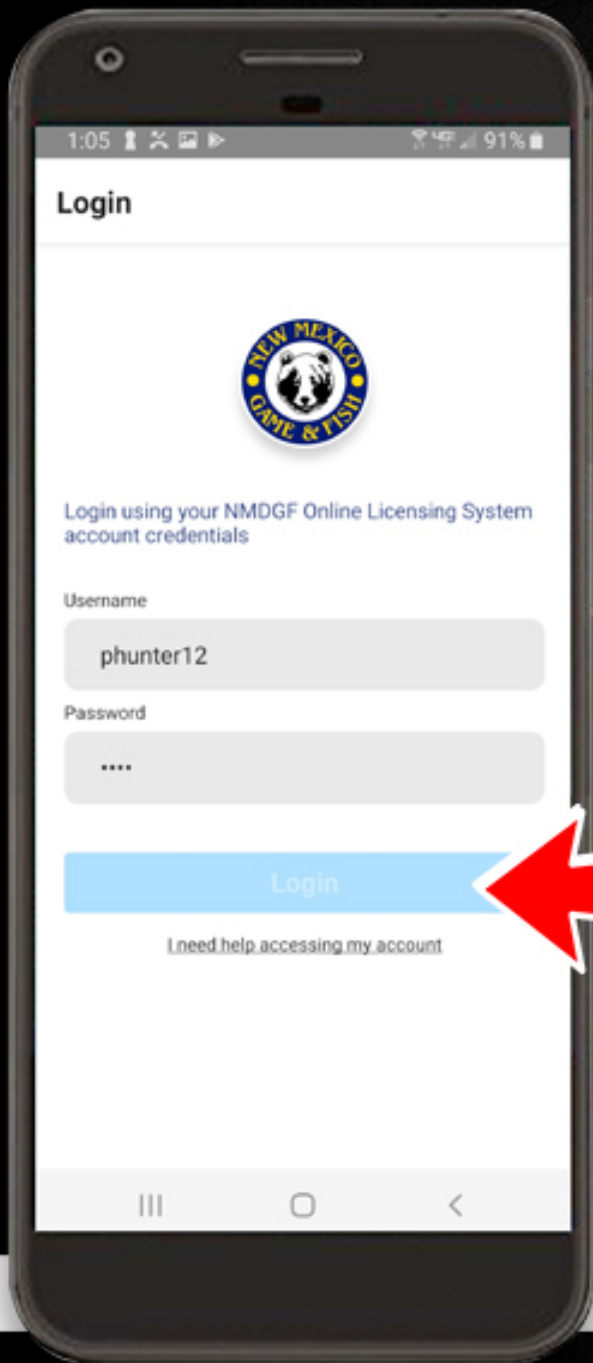 1:05
91%
Login
NEW MEXICO
GAME & FISH
Login using your NMDGF Online Licensing System
account credentials
Username
phunter12
Password
••••
Login
I need help accessing my account